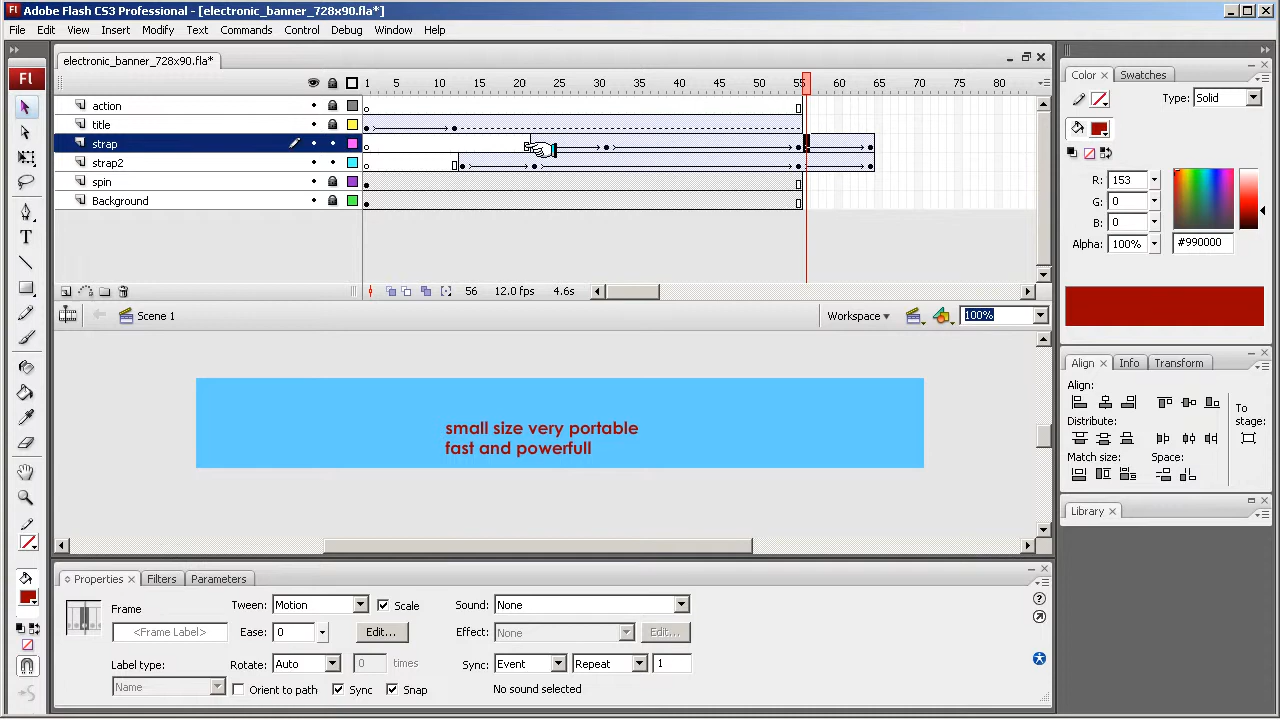 Adobe Flash CS3 Professional - [electronic_banner_728x90.fla*]
File Edit View Insert Modify Text Commands Control Debug Window Help
Fl
electronic_banner_728x90.fla*
1 5 10 15 20 25 30 35 40 45 50 55 60 65 70 75 80
action
title
strap
strap2
spin
Background
56 12.0 fps 4.6s
Scene 1
Workspace
100%
small size very portable
fast and powerfull
Properties Filters Parameters
Frame
<Frame Label>
Label type:
Name
Tween: Motion Scale
Ease: 0 Edit...
Rotate: Auto 0 times
Orient to path Sync Snap
Sound: None
Effect: None Edit...
Sync: Event Repeat 1
No sound selected
Color Swatches
Type: Solid
R: 153
G: 0
B: 0
Alpha: 100% #990000
Align Info Transform
Align:
Distribute:
Match size: Space:
To
stage:
Library